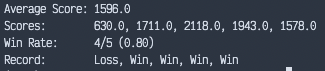 Average Score: 1596.0
Scores: 630.0, 1711.0, 2118.0, 1943.0, 1578.0
Win Rate: 4/5 (0.80)
Record: Loss, Win, Win, Win, Win